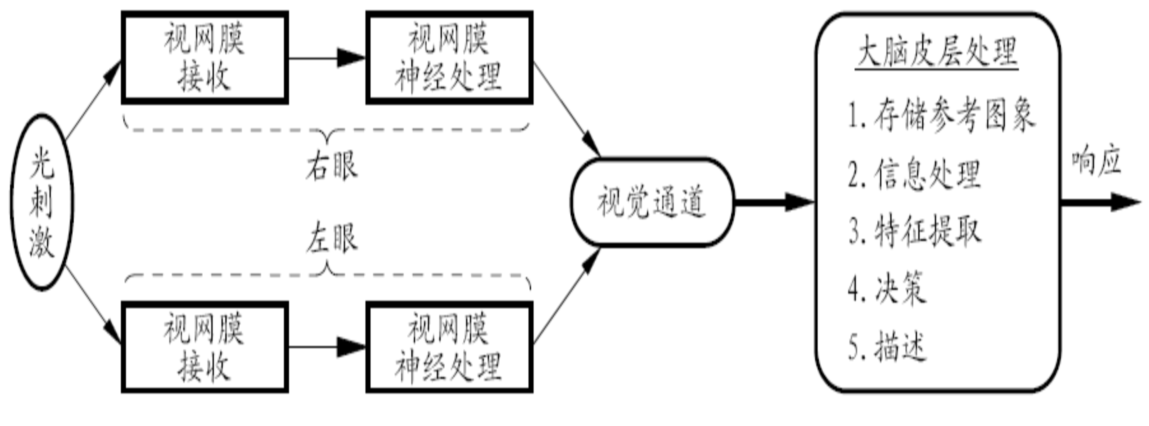 光刺激
视网膜
接收
视网膜
神经处理
右眼
左眼
视网膜
接收
视网膜
神经处理
视觉通道
大脑皮层处理
1.存储参考图象
2.信息处理
3.特征提取
4.决策
5.描述
响应